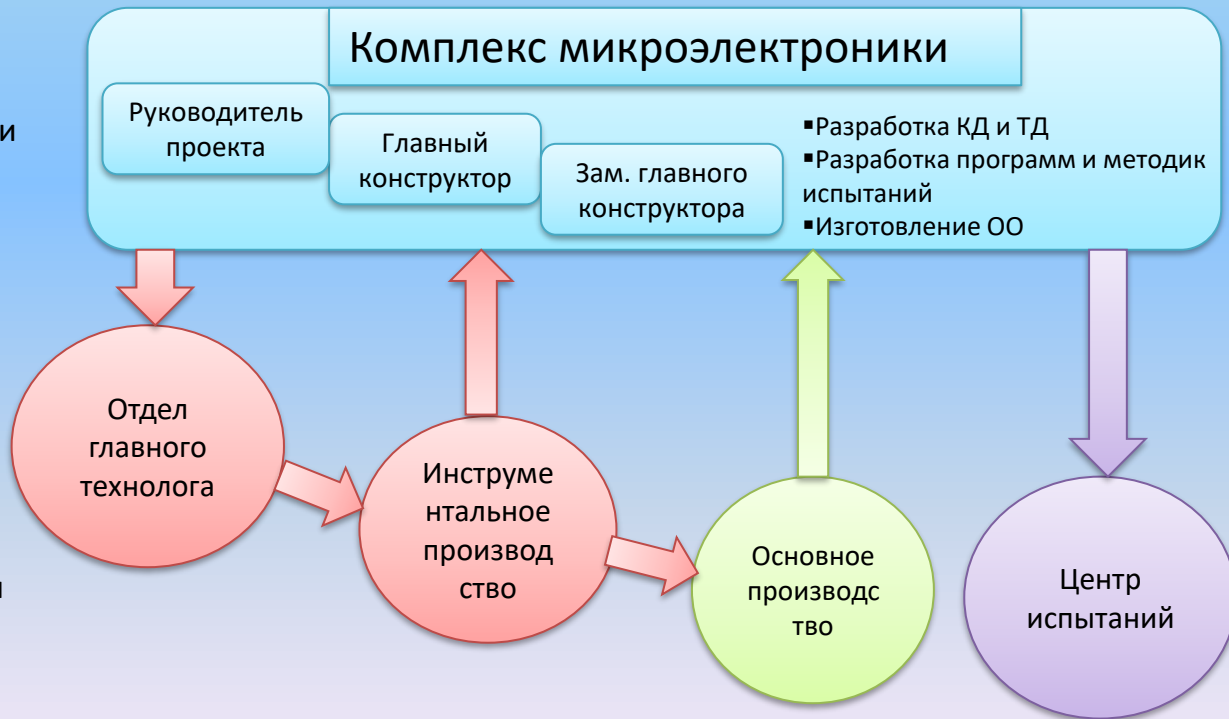 Комплекс микроэлектроники
Руководитель
проекта
Главный
конструктор
Зам. главного
конструктора
▪Разработка КД и ТД
▪Разработка программ и методик
испытаний
▪Изготовление ОО
и
Отдел
главного
технолога
Инструме
нтальное
производ
ство
Основное
производс
тво
Центр
испытаний